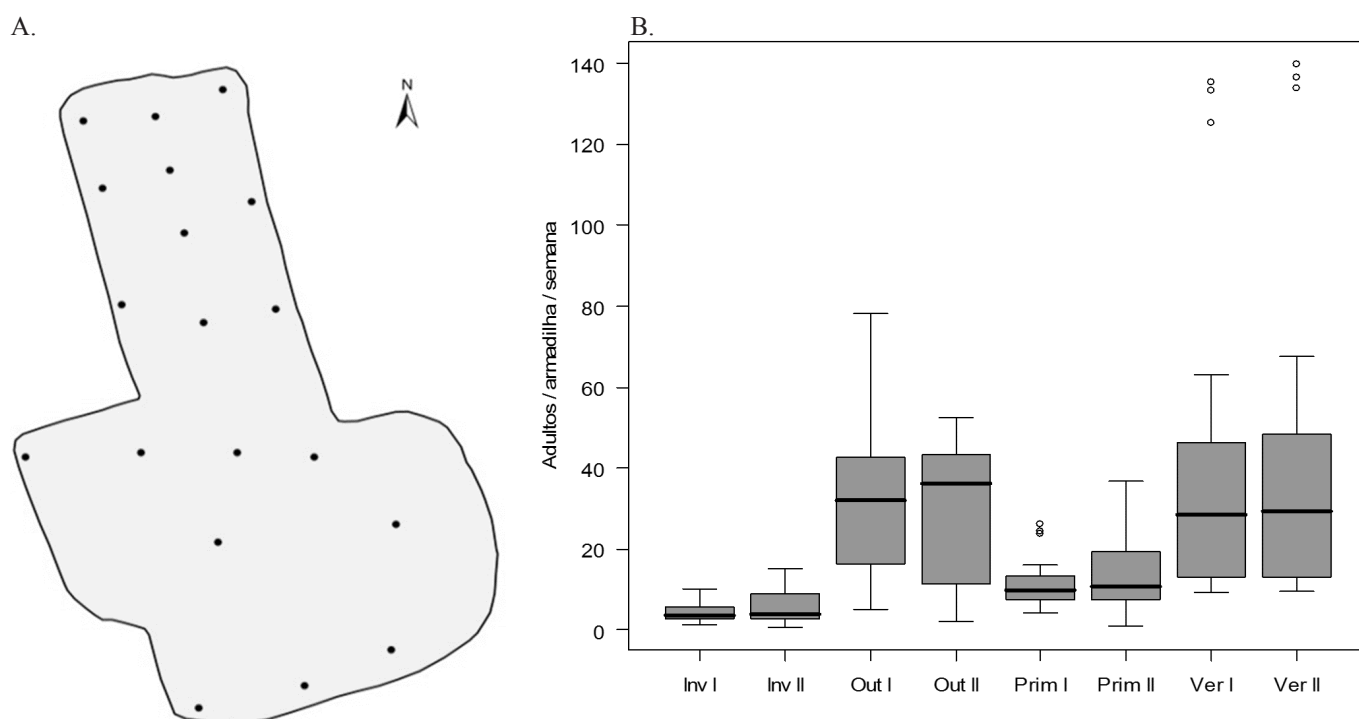 A.
B.
N
Adultos / armadilha / semana
140
120
100
80
60
40
20
0
Inv I
Inv II
Out I
Out II
Prim I
Prim II
Ver I
Ver II